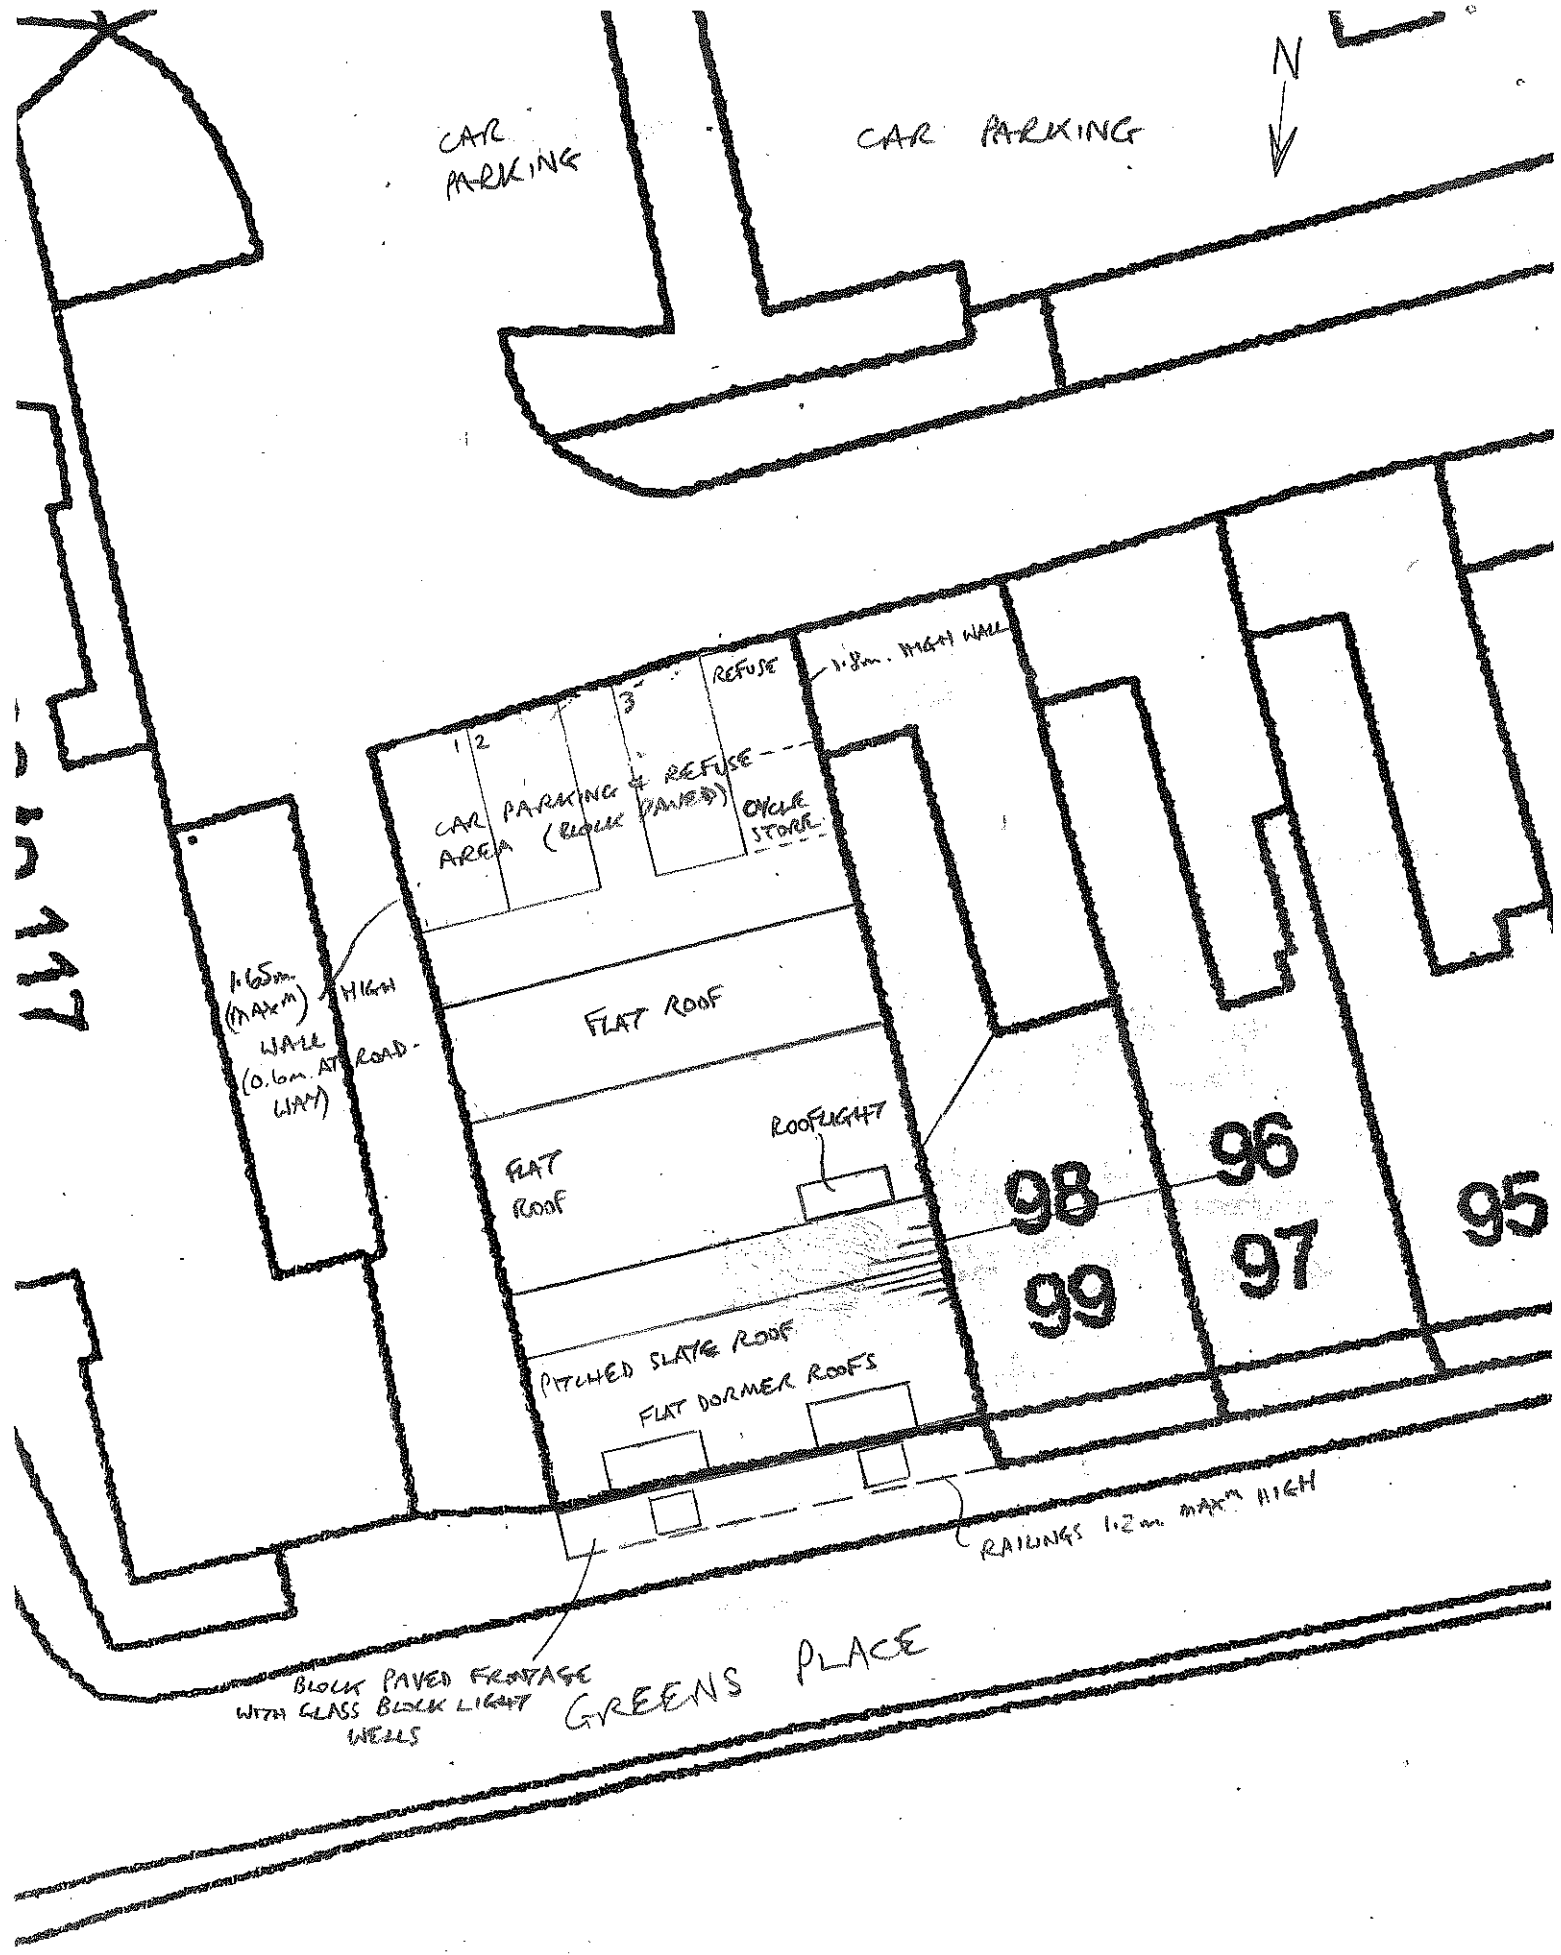 N
CAR
PARKING
CAR PARKING
REFUSE
1.8m. HIGH WALL
1 2
3
CAR PARKING & REFUSE
AREA (BLOCK PAVED)
CYCLE
STORE
117
1.65m.
(MAXM) HIGH
WALL
(0.6m. AT ROAD-
WAY)
FLAT ROOF
ROOFLIGHT
FLAT
ROOF
98
99
96
97
95
PITCHED SLATE ROOF
FLAT DORMER ROOFS
RAILINGS 1.2m MAXM HIGH
BLOCK PAVED FRONTAGE
WITH GLASS BLOCK LIGHT
WELLS
GREENS PLACE